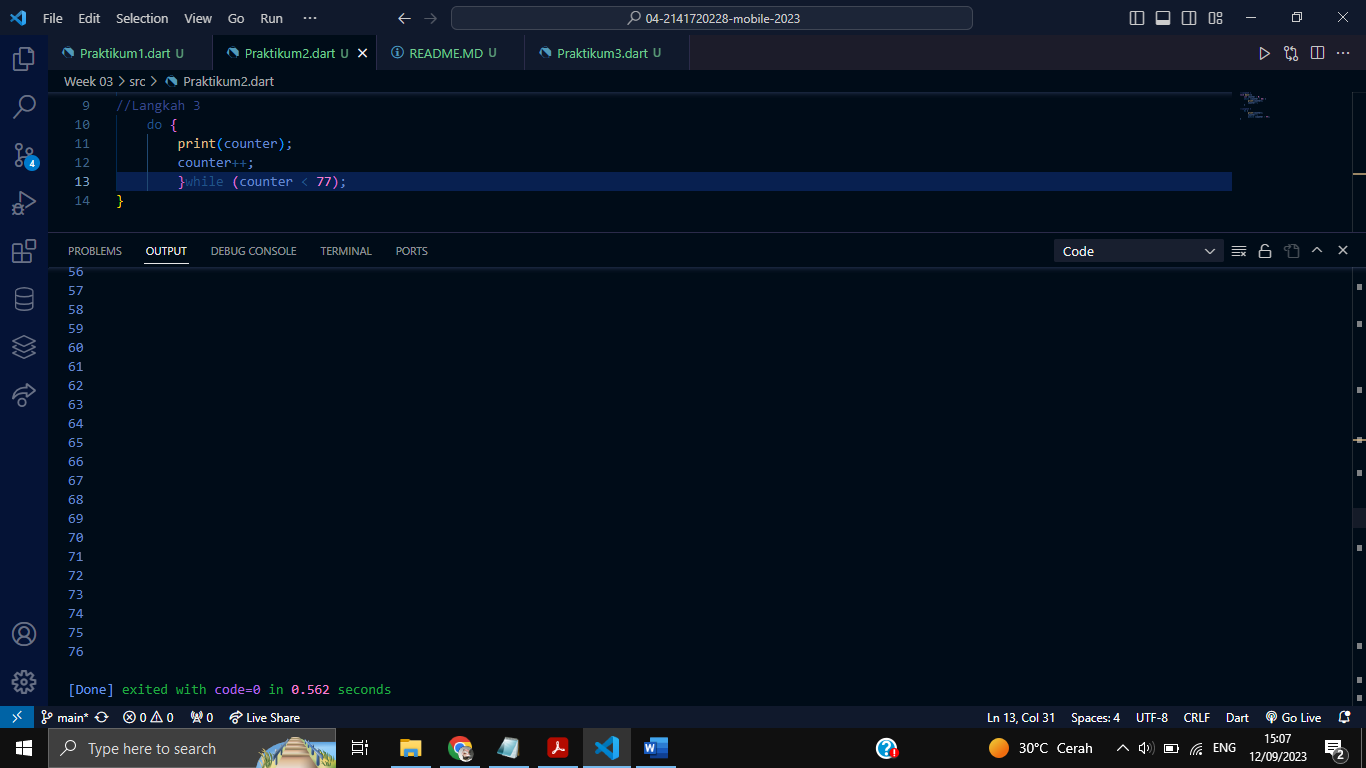 File Edit Selection View Go Run ··· 04-2141720228-mobile-2023
Praktikum1.dart U Praktikum2.dart U README.MD U Praktikum3.dart U
Week 03 > src > Praktikum2.dart
9 //Langkah 3
10 do {
11 print(counter);
12 counter++;
13 }while (counter < 77);
14 }
PROBLEMS OUTPUT DEBUG CONSOLE TERMINAL PORTS Code
56
57
58
59
60
61
62
63
64
65
66
67
68
69
70
71
72
73
74
75
76
[Done] exited with code=0 in 0.562 seconds
4
main* 0 0 0 Live Share Ln 13, Col 31 Spaces: 4 UTF-8 CRLF Dart Go Live
Type here to search 30°C Cerah ENG 15:07
12/09/2023 2